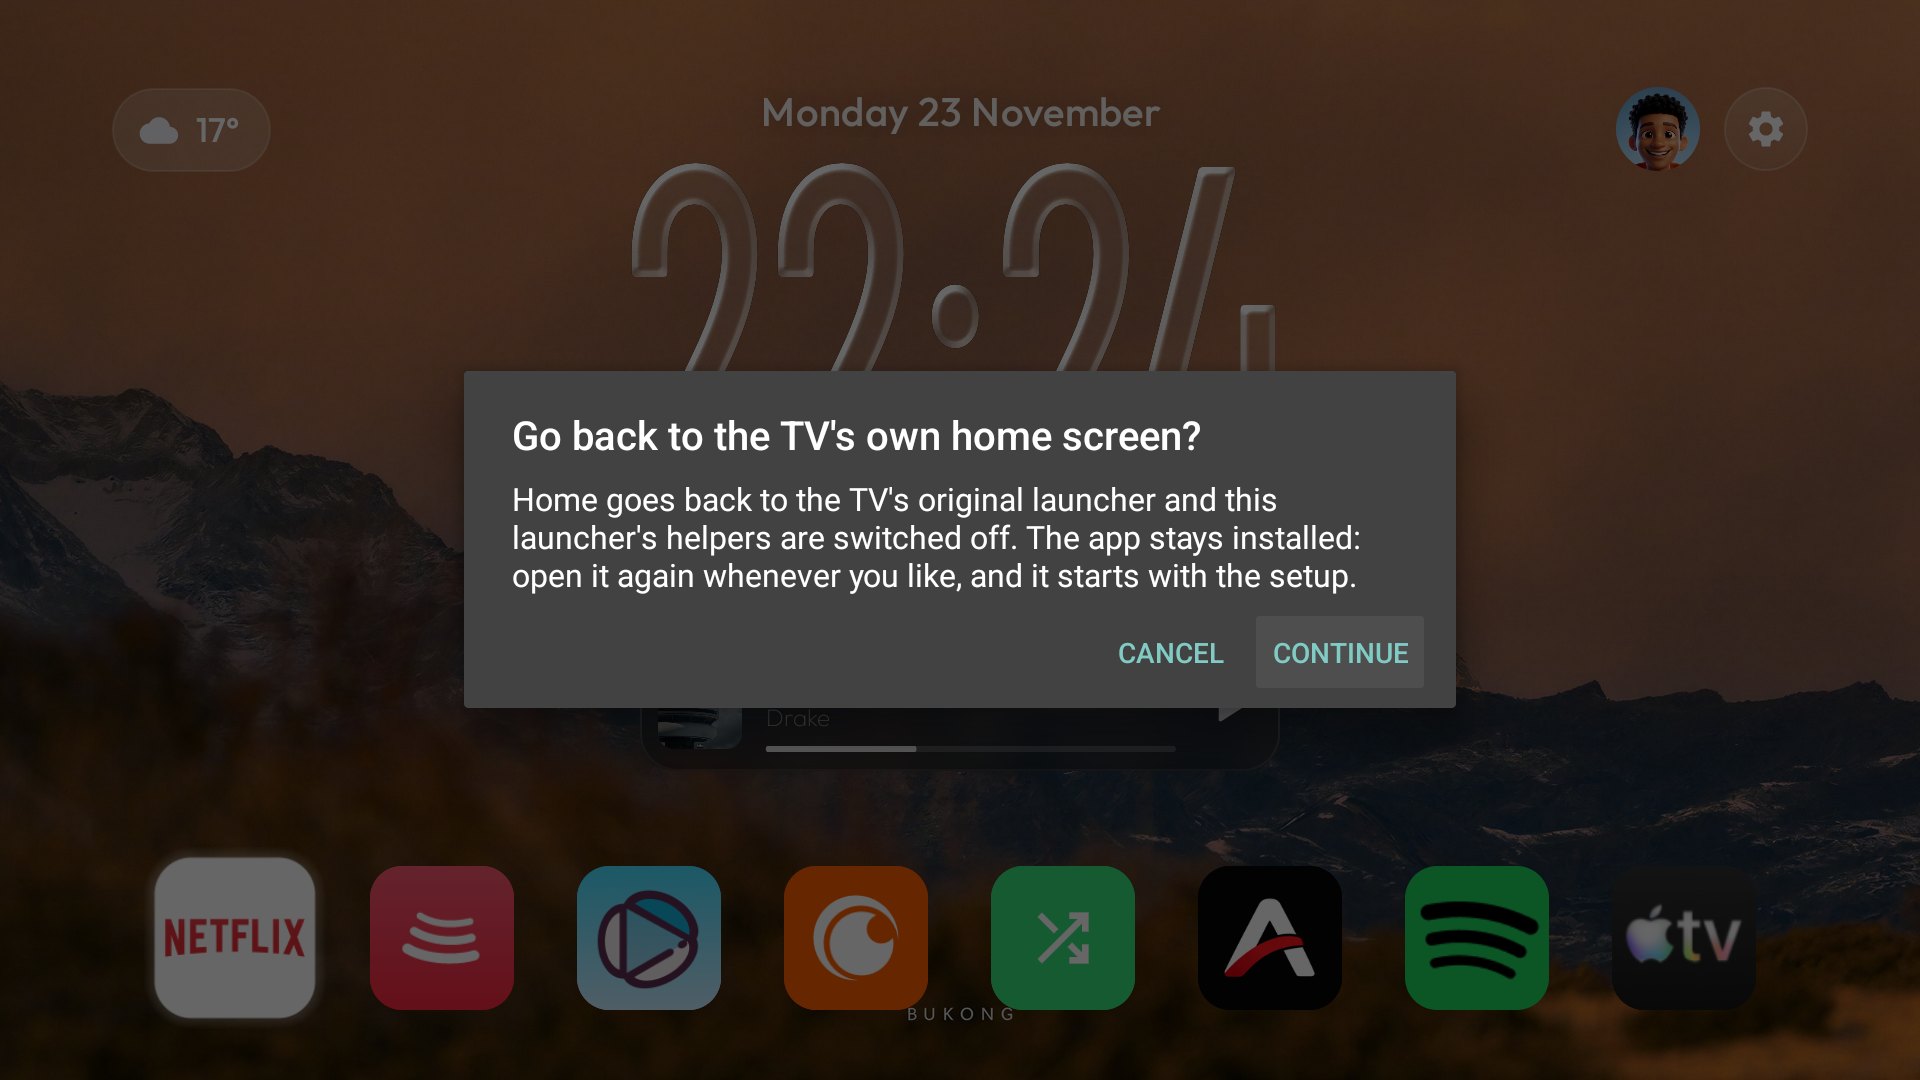 17°
Monday 23 November
22:24
Go back to the TV's own home screen?
Home goes back to the TV's original launcher and this
launcher's helpers are switched off. The app stays installed:
open it again whenever you like, and it starts with the setup.
CANCEL
CONTINUE
Drake
NETFLIX
tv
BUKONG